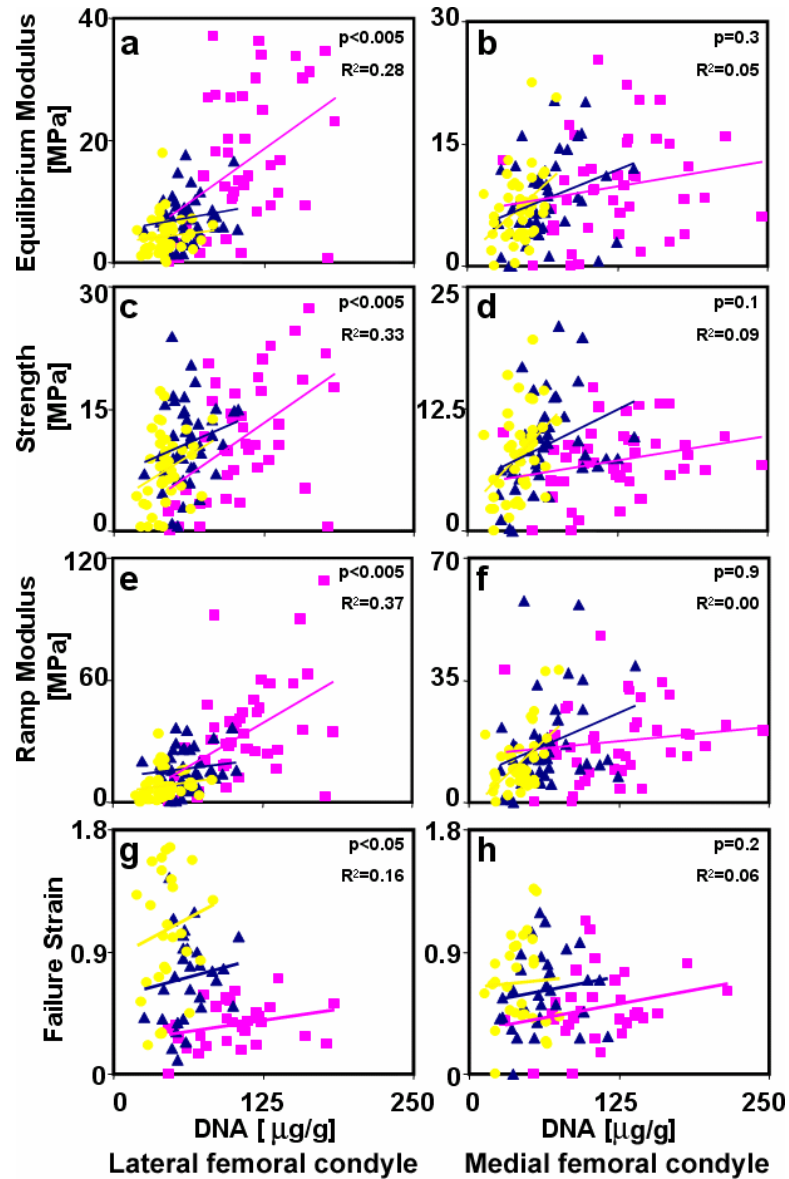 Equilibrium Modulus
[MPa]
40
20
0
a
p<0.005
R²=0.28
30
15
0
b
p=0.3
R²=0.05
Strength
[MPa]
30
15
0
c
p<0.005
R²=0.33
25
12.5
0
d
p=0.1
R²=0.09
Ramp Modulus
[MPa]
120
60
0
e
p<0.005
R²=0.37
70
35
0
f
p=0.9
R²=0.00
Failure Strain
1.8
0.9
0
g
p<0.05
R²=0.16
1.8
0.9
0
h
p=0.2
R²=0.06
0 125 250
DNA [ µg/g]
Lateral femoral condyle
0 125 250
DNA [µg/g]
Medial femoral condyle